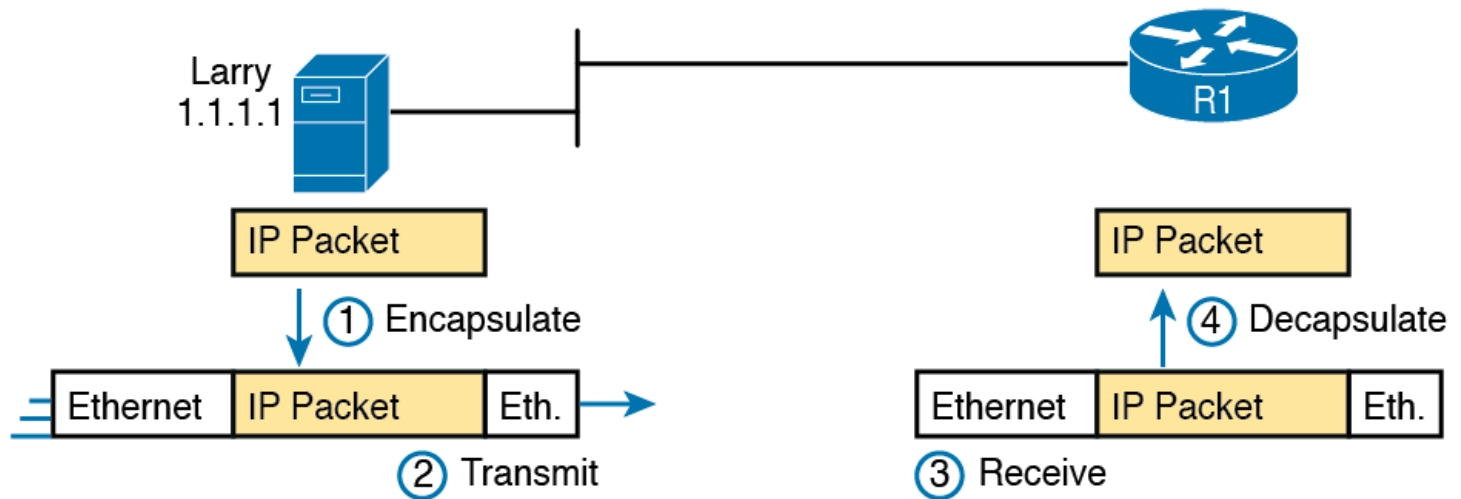 Larry
1.1.1.1
R1
IP Packet
IP Packet
1 Encapsulate
4 Decapsulate
Ethernet IP Packet Eth.
Ethernet IP Packet Eth.
2 Transmit
3 Receive